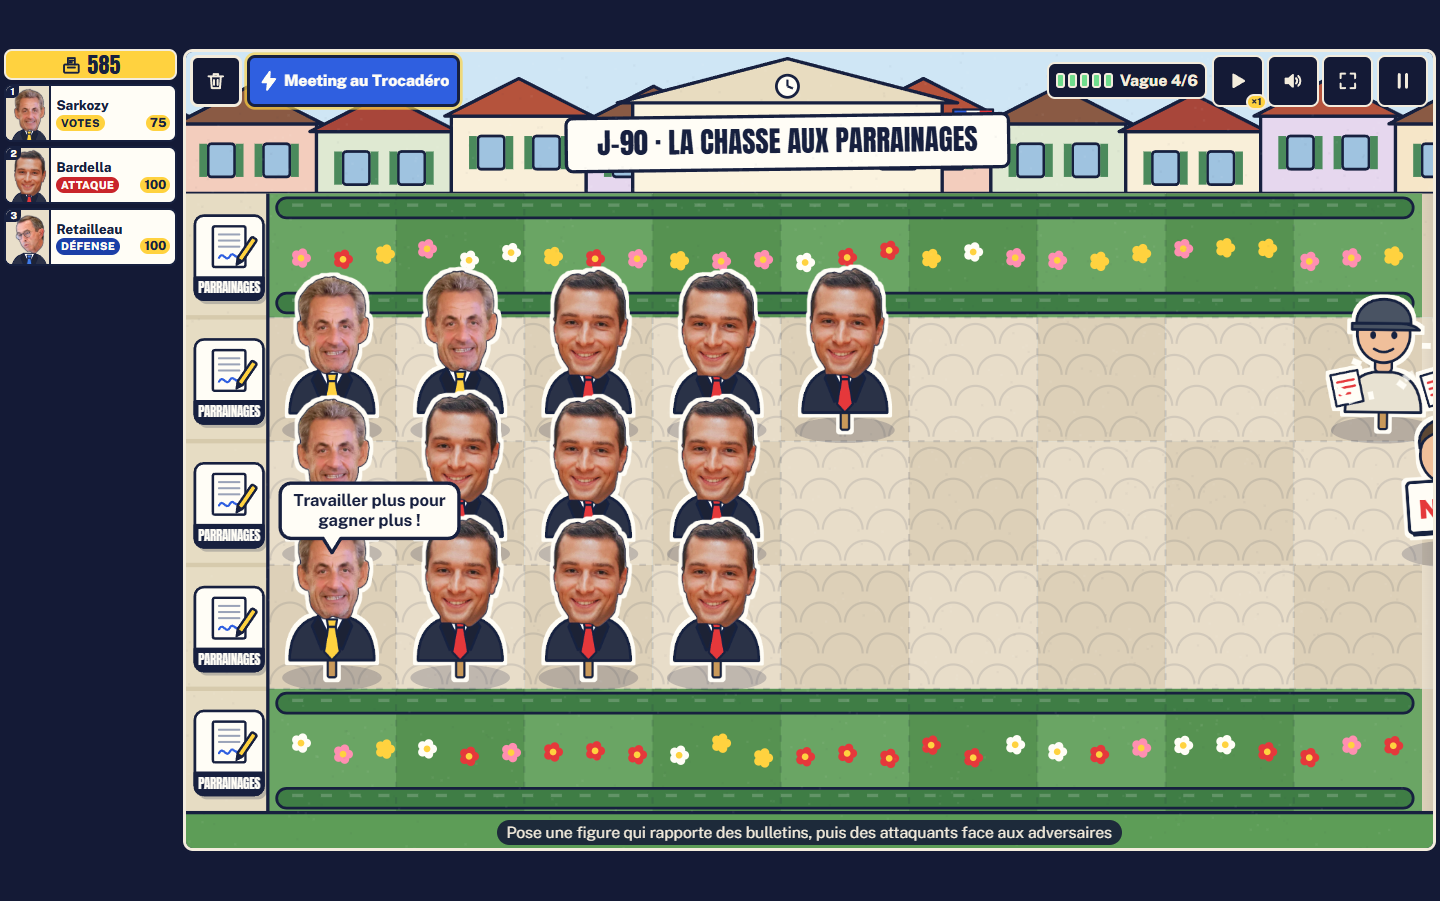 585
Meeting au Trocadéro
Vague 4/6
×1
1
Sarkozy
VOTES
75
2
Bardella
ATTAQUE
100
3
Retailleau
DÉFENSE
100
J-90 · LA CHASSE AUX PARRAINAGES
PARRAINAGES
PARRAINAGES
PARRAINAGES
PARRAINAGES
PARRAINAGES
Travailler plus pour
gagner plus !
N
Pose une figure qui rapporte des bulletins, puis des attaquants face aux adversaires